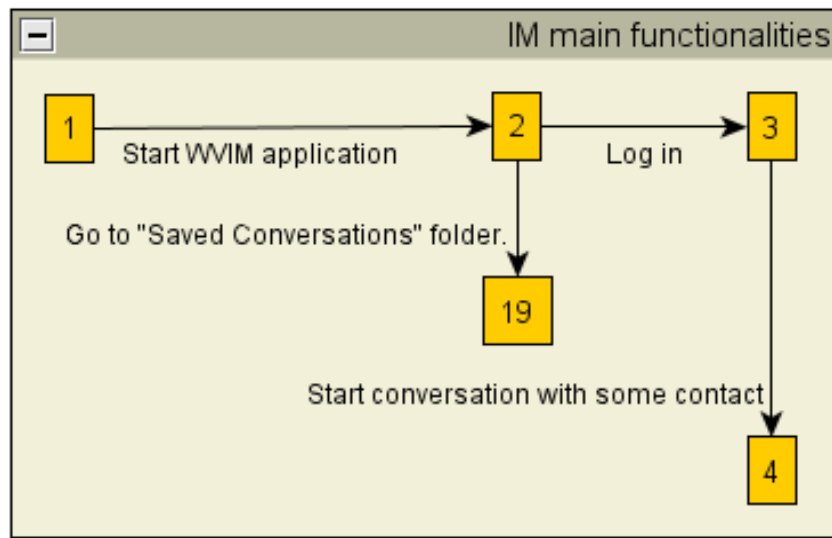 IM main functionalities
1
2
3
Start WVIM application
Log in
Go to "Saved Conversations" folder.
19
Start conversation with some contact
4